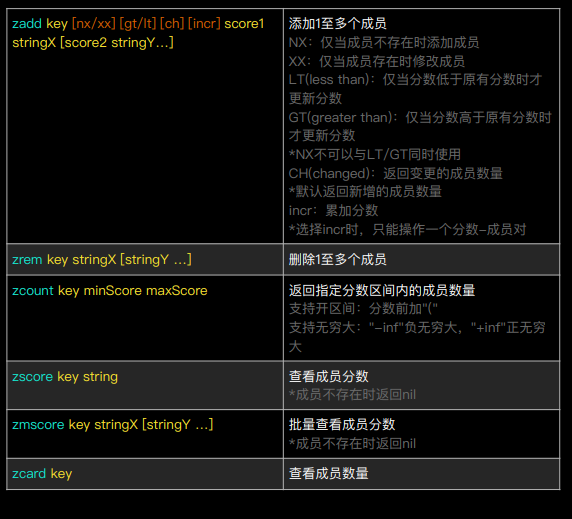 zadd key [nx/xx] [gt/lt] [ch] [incr] score1
stringX [score2 stringY...]
添加1至多个成员
NX：仅当成员不存在时添加成员
XX：仅当成员存在时修改成员
LT(less than)：仅当分数低于原有分数时才
更新分数
GT(greater than)：仅当分数高于原有分数时
才更新分数
*NX不可以与LT/GT同时使用
CH(changed)：返回变更的成员数量
*默认返回新增的成员数量
incr：累加分数
*选择incr时，只能操作一个分数-成员对
zrem key stringX [stringY ...]
删除1至多个成员
zcount key minScore maxScore
返回指定分数区间内的成员数量
支持开区间：分数前加"("
支持无穷大："-inf"负无穷大，"+inf"正无穷
大
zscore key string
查看成员分数
*成员不存在时返回nil
zmscore key stringX [stringY ...]
批量查看成员分数
*成员不存在时返回nil
zcard key
查看成员数量